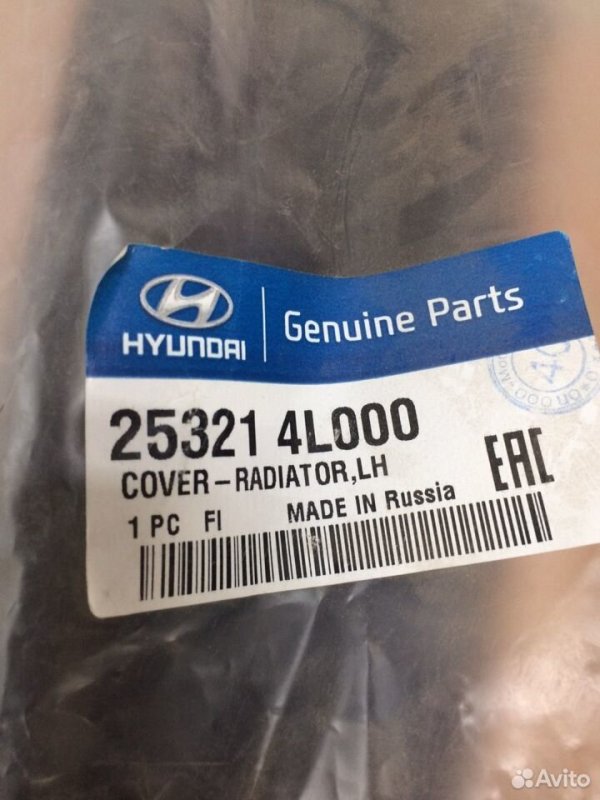 HYUNDAI
Genuine Parts
25321 4L000
COVER-RADIATOR,LH
1 PC FI MADE IN Russia
EAC
Avito